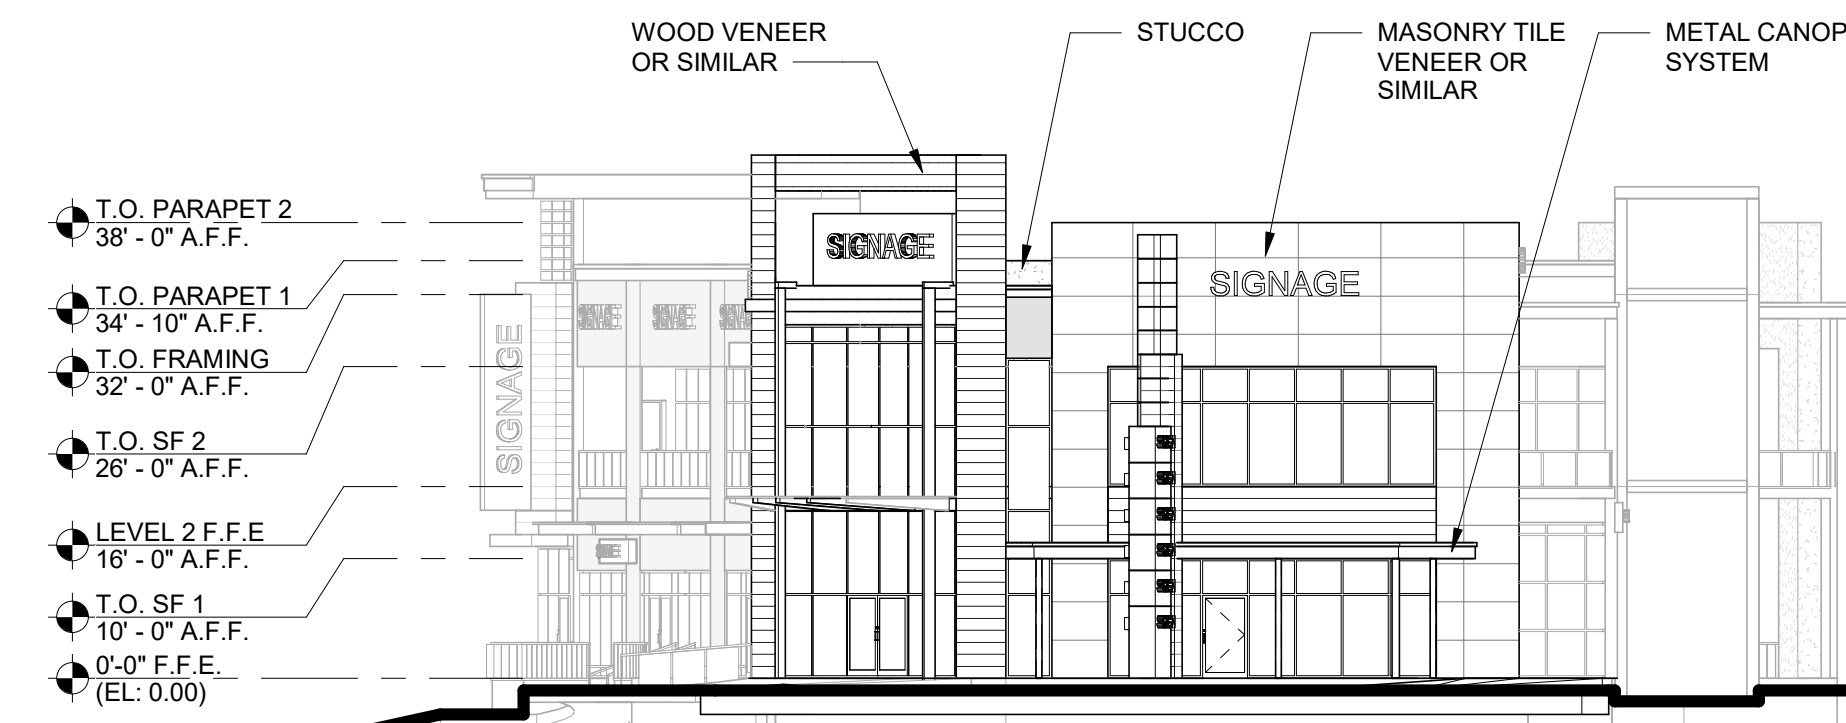 WOOD VENEER
OR SIMILAR
STUCCO
MASONRY TILE
VENEER OR
SIMILAR
METAL CANOP
SYSTEM
T.O. PARAPET 2
38' - 0" A.F.F.
T.O. PARAPET 1
34' - 10" A.F.F.
T.O. FRAMING
32' - 0" A.F.F.
T.O. SF 2
26' - 0" A.F.F.
LEVEL 2 F.F.E
16' - 0" A.F.F.
T.O. SF 1
10' - 0" A.F.F.
0'-0" F.F.E.
(EL: 0.00)
SIGNAGE
SIGNAGE
SIGNAGE
SIGNAGE
SIGNAGE